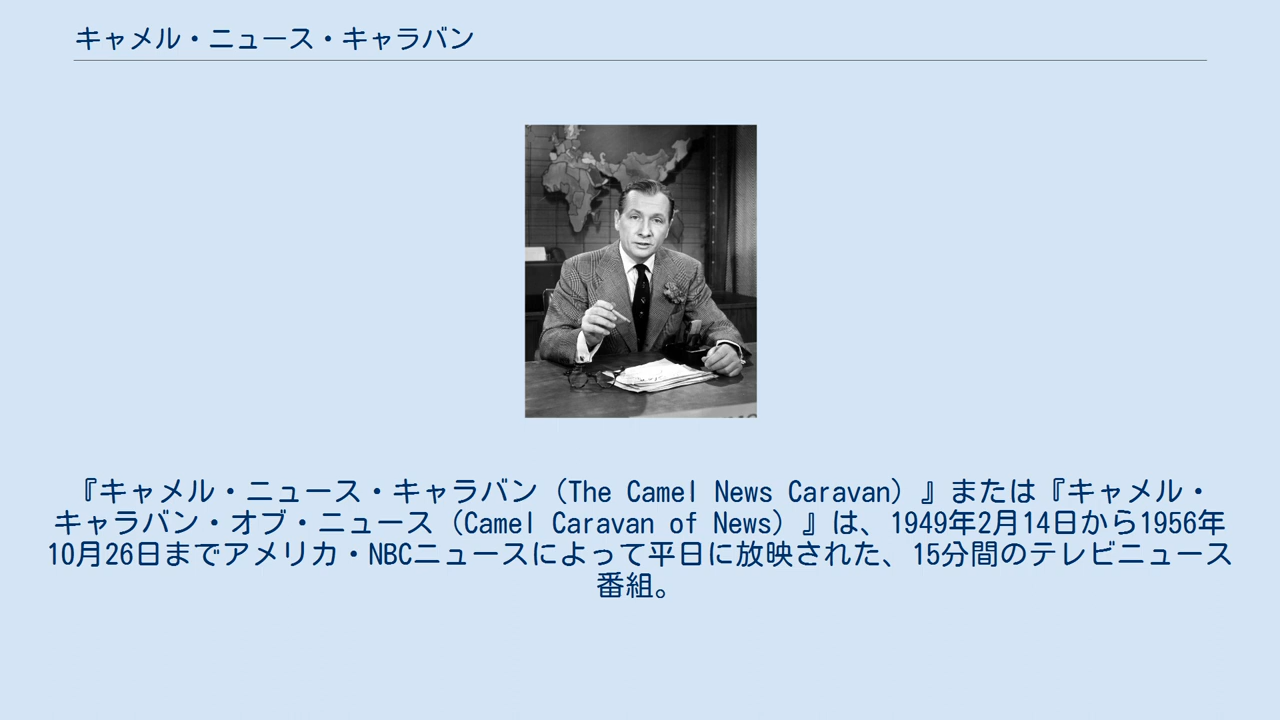 キャメル・ニュース・キャラバン
『キャメル・ニュース・キャラバン（The Camel News Caravan）』または『キャメル・
キャラバン・オブ・ニュース（Camel Caravan of News）』は、1949年2月14日から1956年
10月26日までアメリカ・NBCニュースによって平日に放映された、15分間のテレビニュース
番組。